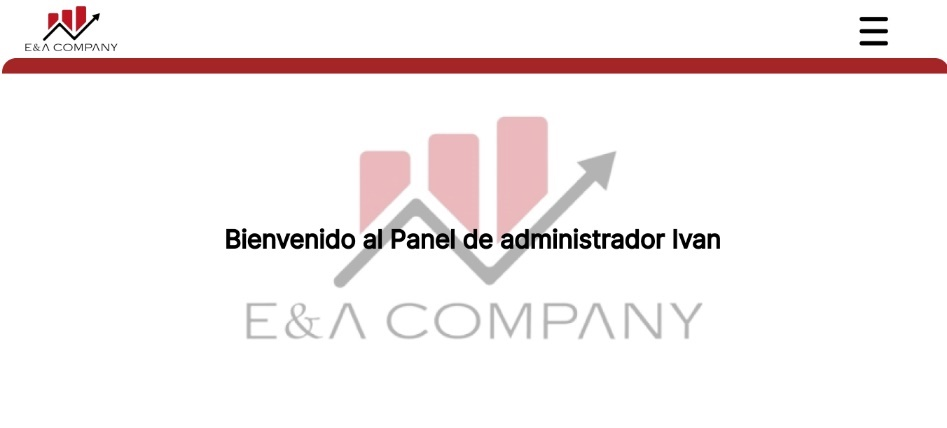 E&A COMPANY
Bienvenido al Panel de administrador Ivan
E&A COMPANY